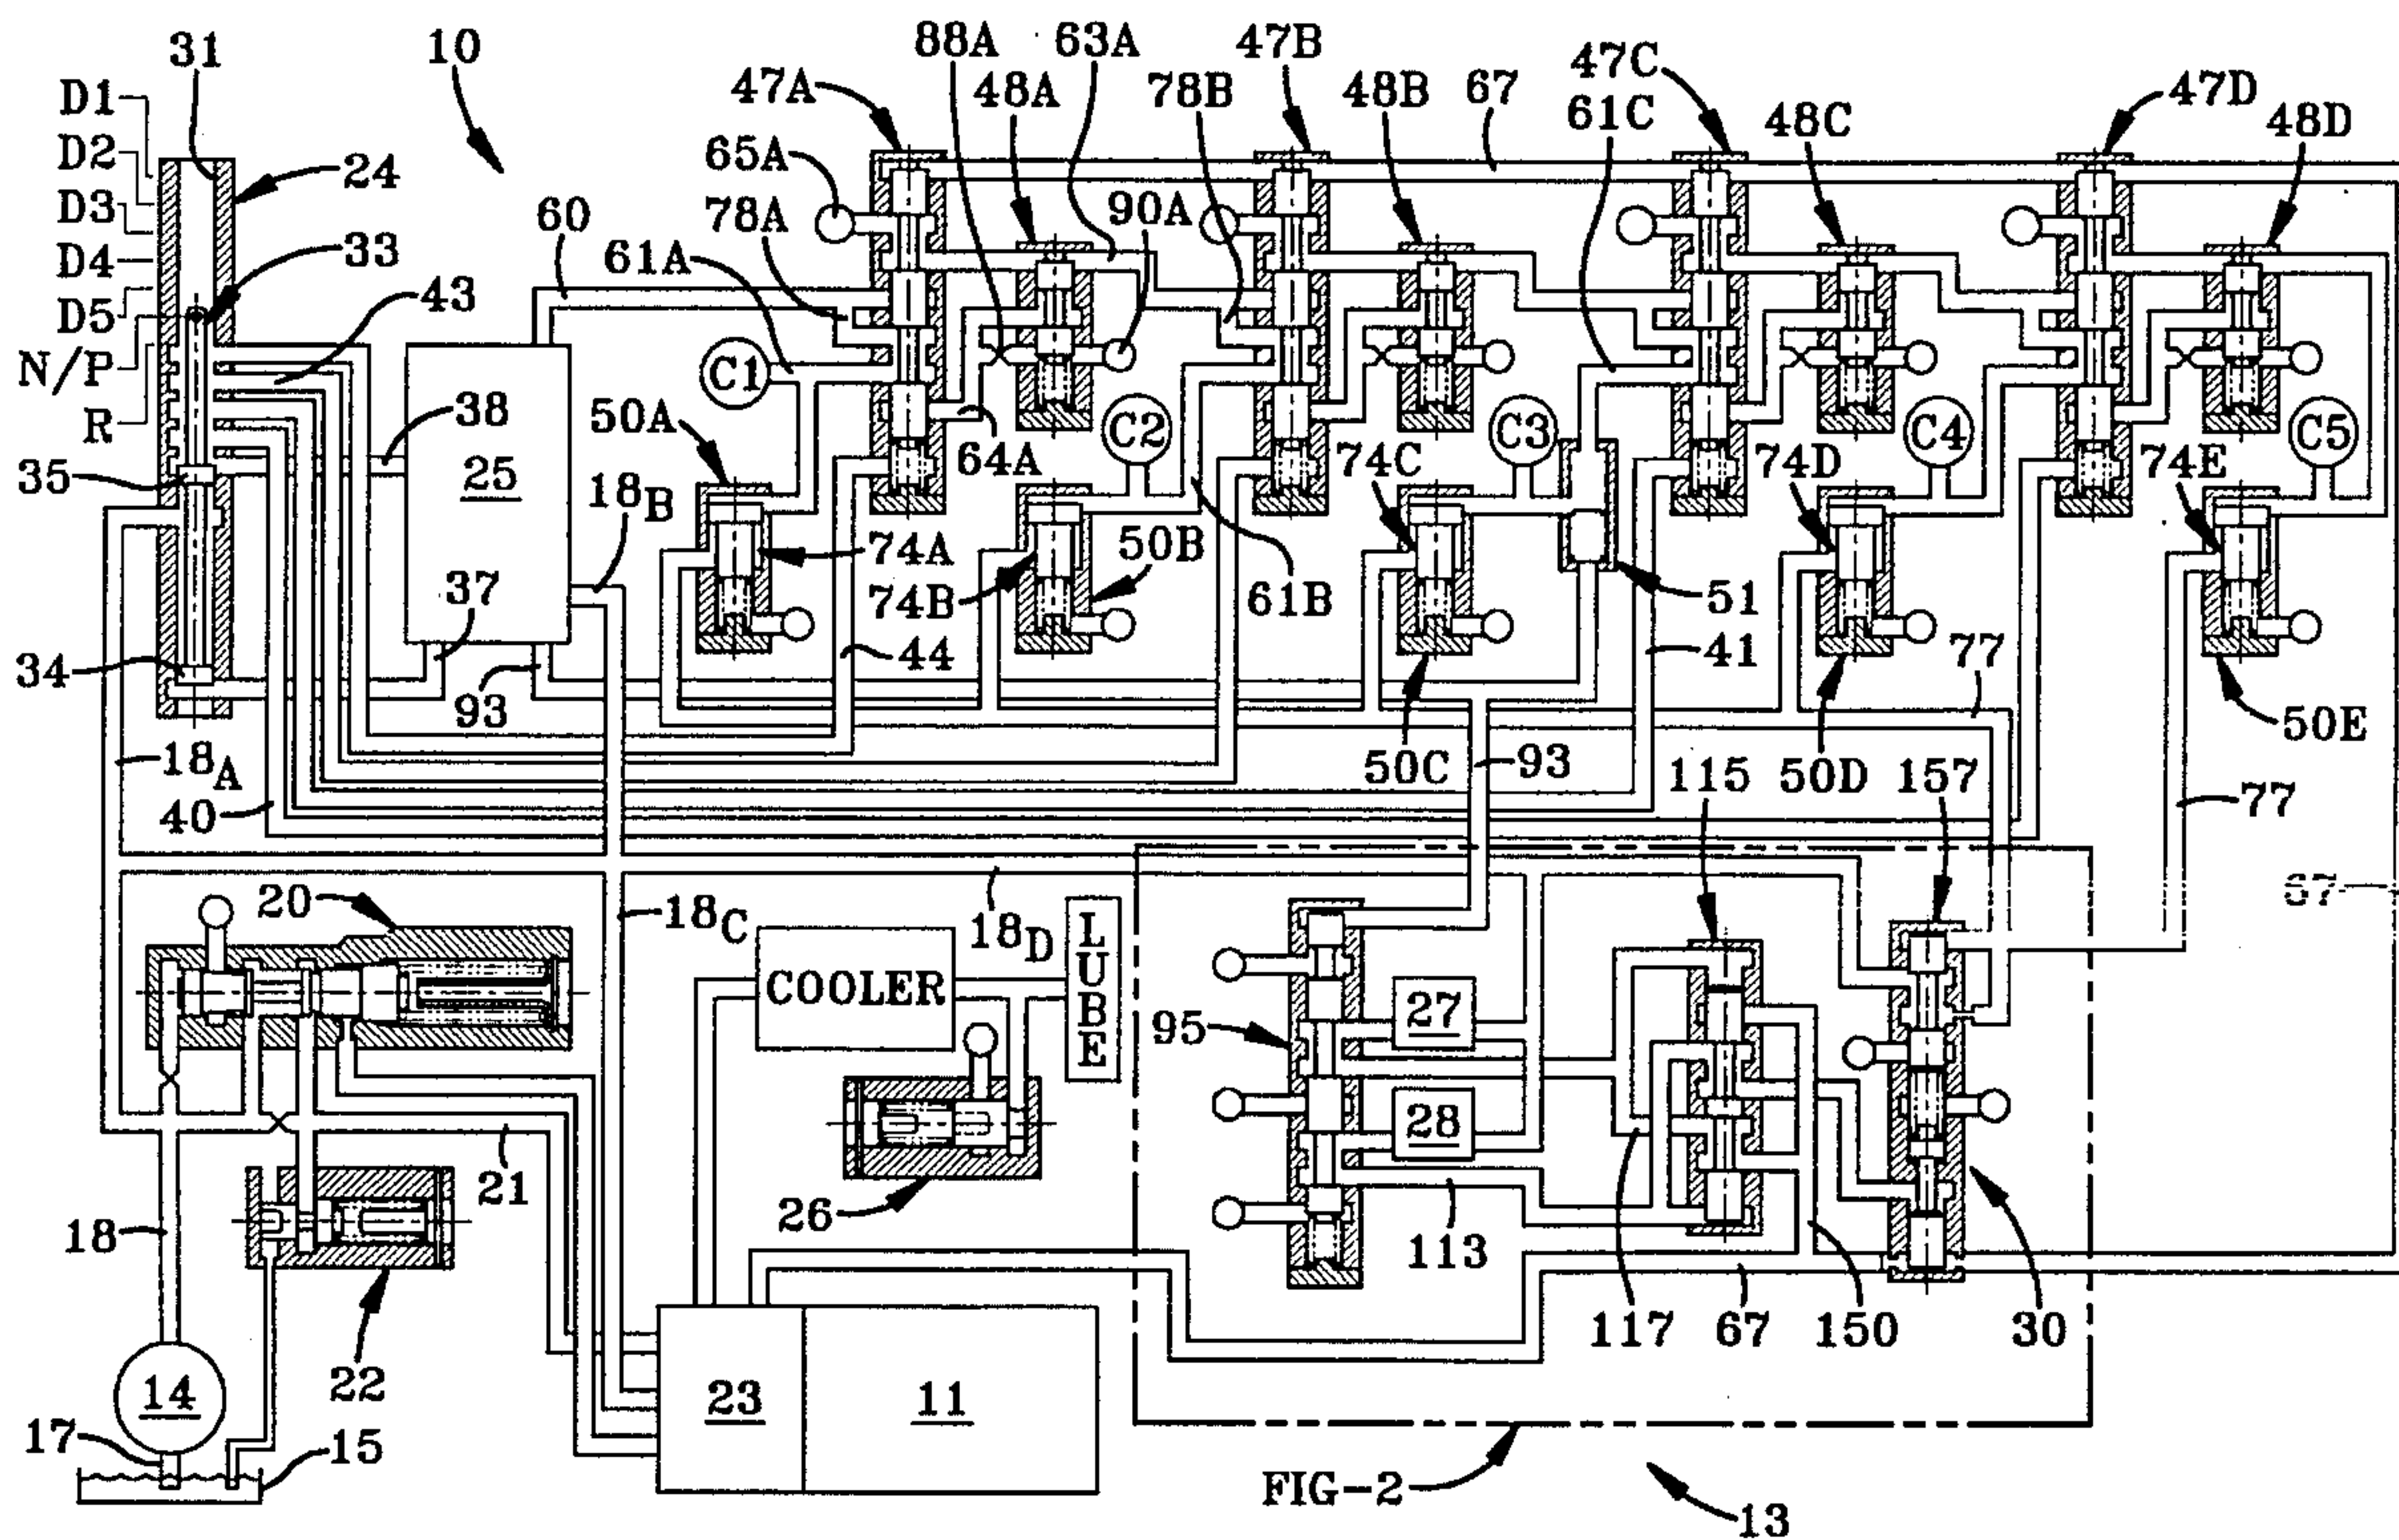 31
10
88A
63A
47B
47C
D1
47A
48A
78B
48B
67
61C
47D
D2
65A
48C
48D
24
D3
60
78A
90A
D4
33
61A
D5
43
N/P
C1
R
38
50A
C2
C3
C4
C5
35
25
18B
64A
74C
74D
74E
74A
50B
37
74B
61B
51
34
44
41
77
93
50E
18A
50C
93
115
50D
157
40
77
20
18C
18D
LUBE
67
COOLER
27
95
28
21
26
18
113
22
117
67
150
30
14
23
11
17
15
FIG-2
13